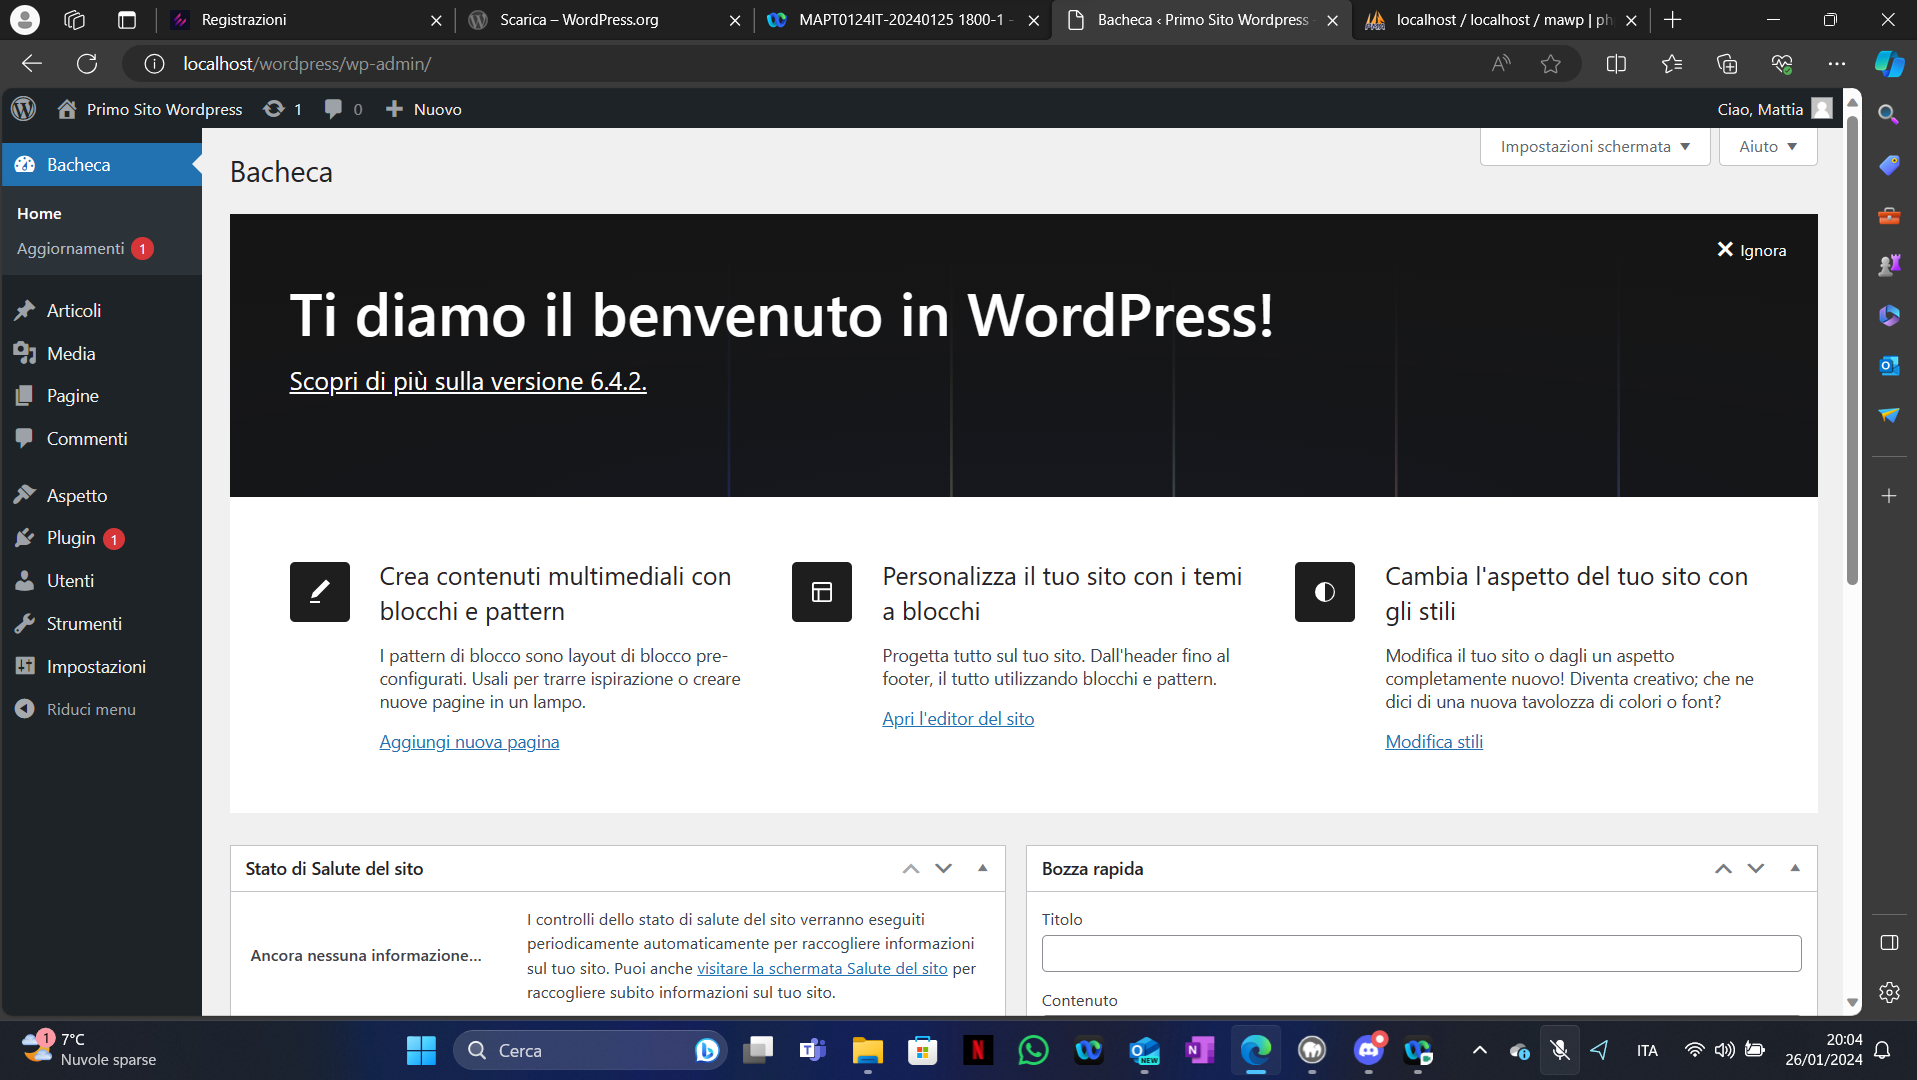 Registrazioni
Scarica – WordPress.org
MAPT0124IT-20240125 1800-1 -
Bacheca ‹ Primo Sito Wordpress
localhost / localhost / mawp | ph
localhost/wordpress/wp-admin/
Primo Sito Wordpress
1
0
Nuovo
Ciao, Mattia
Bacheca
Home
Aggiornamenti 1
Articoli
Media
Pagine
Commenti
Aspetto
Plugin 1
Utenti
Strumenti
Impostazioni
Riduci menu
Impostazioni schermata
Aiuto
Bacheca
Ignora
Ti diamo il benvenuto in WordPress!
Scopri di più sulla versione 6.4.2.
Crea contenuti multimediali con
blocchi e pattern
I pattern di blocco sono layout di blocco pre-
configurati. Usali per trarre ispirazione o creare
nuove pagine in un lampo.
Aggiungi nuova pagina
Personalizza il tuo sito con i temi
a blocchi
Progetta tutto sul tuo sito. Dall'header fino al
footer, il tutto utilizzando blocchi e pattern.
Apri l'editor del sito
Cambia l'aspetto del tuo sito con
gli stili
Modifica il tuo sito o dagli un aspetto
completamente nuovo! Diventa creativo; che ne
dici di una nuova tavolozza di colori o font?
Modifica stili
Stato di Salute del sito
Ancora nessuna informazione...
I controlli dello stato di salute del sito verranno eseguiti
periodicamente automaticamente per raccogliere informazioni
sul tuo sito. Puoi anche visitare la schermata Salute del sito per
raccogliere subito informazioni sul tuo sito.
Bozza rapida
Titolo
Contenuto
1
7°C
Nuvole sparse
Cerca
NEW
ITA
20:04
26/01/2024